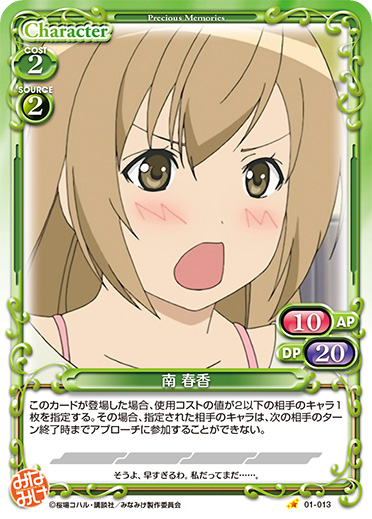 Precious Memories
Character
COST
2
SOURCE
2
10 AP
DP 20
南 春香
このカードが登場した場合、使用コストの値が2以下の相手のキャラ1
枚を指定する。その場合、指定された相手のキャラは、次の相手のター
ン終了時までアプローチに参加することができない。
そうよ、早すぎるわ。私だってまだ……。
みなみけ
©桜場コハル・講談社／みなみけ製作委員会
01-013